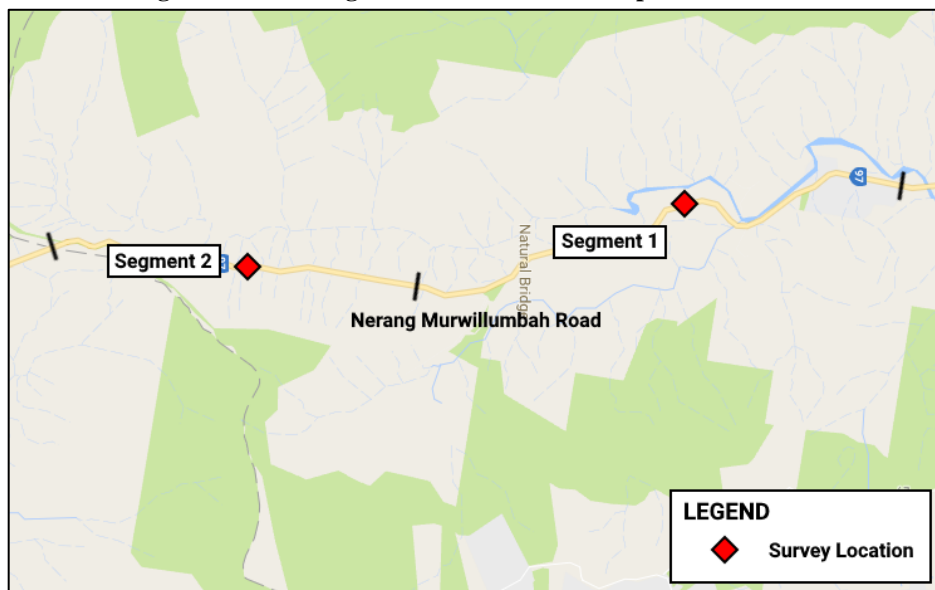 97
Segment 1
Segment 2
Natural Bridge
Nerang Murwillumbah Road
LEGEND
Survey Location